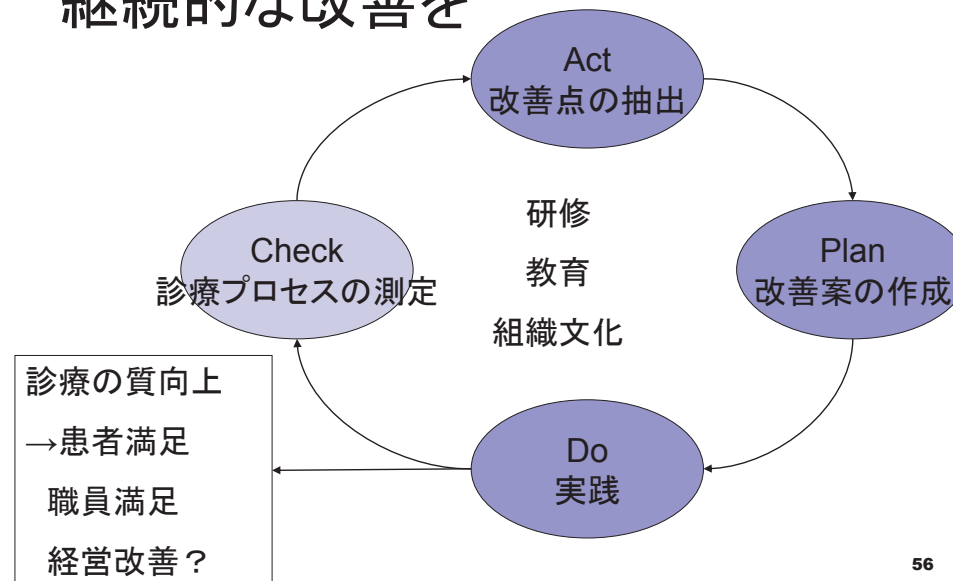 継続的な改善を
Act
改善点の抽出
Check
診療プロセスの測定
研修
教育
組織文化
Plan
改善案の作成
Do
実践
診療の質向上
→患者満足
職員満足
経営改善？
56